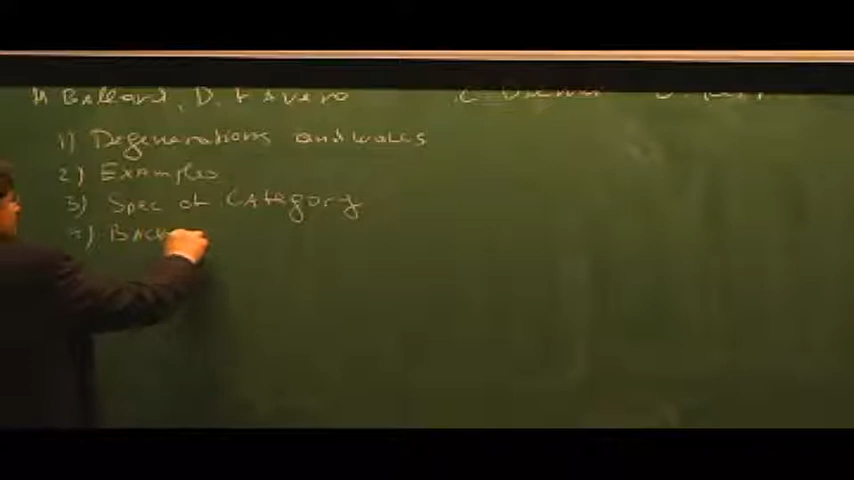 M Ballard, D. Favero
1) Degenerations and walls
2) Examples
3) Spec of Category
4) Back